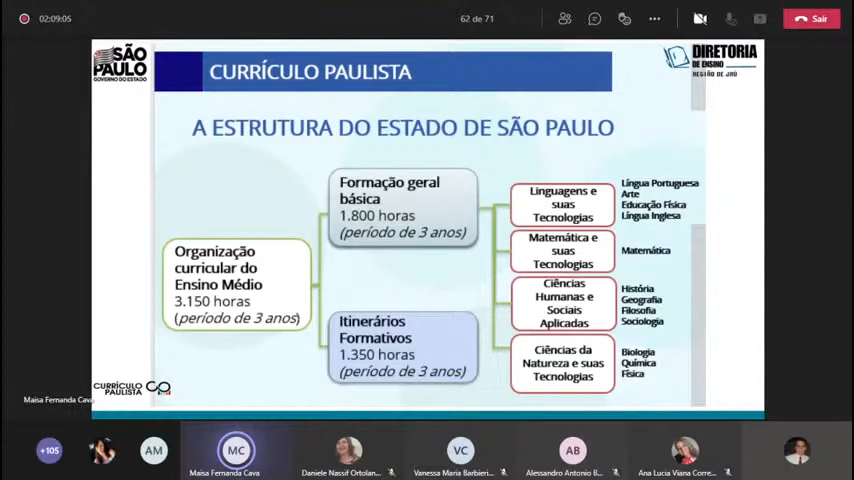 02:09:05
62 de 71
Sair
SÃO
PAULO
GOVERNO DO ESTADO
CURRÍCULO PAULISTA
DIRETORIA
DE ENSINO
REGIÃO DE JAÚ
A ESTRUTURA DO ESTADO DE SÃO PAULO
Organização
curricular do
Ensino Médio
3.150 horas
(período de 3 anos)
Formação geral
básica
1.800 horas
(período de 3 anos)
Itinerários
Formativos
1.350 horas
(período de 3 anos)
Linguagens e
suas
Tecnologias
Língua Portuguesa
Arte
Educação Física
Língua Inglesa
Matemática e
suas
Tecnologias
Matemática
Ciências
Humanas e
Sociais
Aplicadas
História
Geografia
Filosofia
Sociologia
Ciências da
Natureza e suas
Tecnologias
Biologia
Química
Física
CURRÍCULO
PAULISTA
Maisa Fernanda Cava
+105
AM
MC
Maisa Fernanda Cava
Daniele Nassif Ortolan...
VC
Vanessa Maria Barbieri...
AB
Alessandro Antonio B...
Ana Lucia Viana Corre...